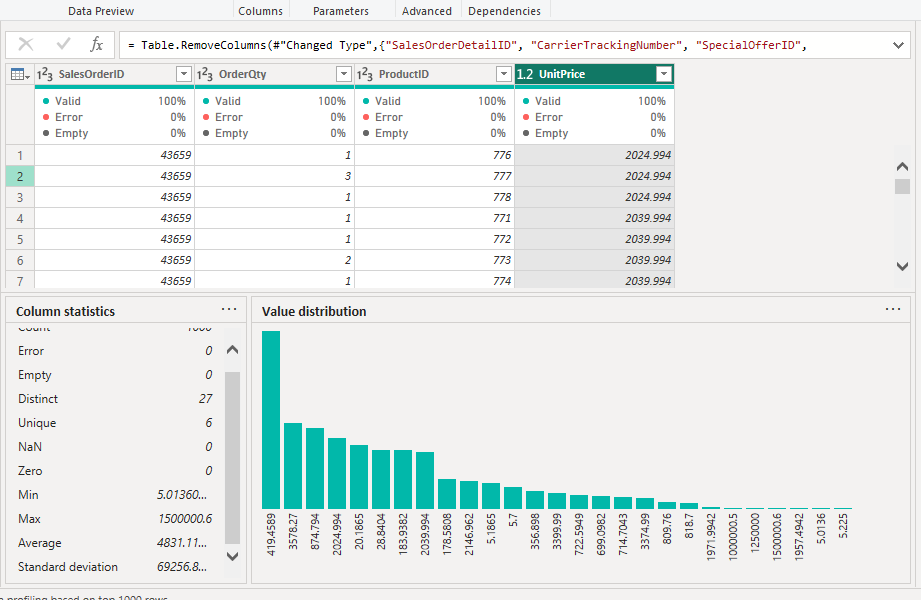 Data Preview Columns Parameters Advanced Dependencies
fx = Table.RemoveColumns(#"Changed Type",{"SalesOrderDetailID", "CarrierTrackingNumber", "SpecialOfferID",
1²3 SalesOrderID 1²3 OrderQty 1²3 ProductID 1.2 UnitPrice
Valid 100% Valid 100% Valid 100% Valid 100%
Error 0% Error 0% Error 0% Error 0%
Empty 0% Empty 0% Empty 0% Empty 0%
1 43659 1 776 2024.994
2 43659 3 777 2024.994
3 43659 1 778 2024.994
4 43659 1 771 2039.994
5 43659 1 772 2039.994
6 43659 2 773 2039.994
7 43659 1 774 2039.994
Column statistics ...
Count 1000
Error 0
Empty 0
Distinct 27
Unique 6
NaN 0
Zero 0
Min 5.01360...
Max 1500000.6
Average 4831.11...
Standard deviation 69256.8...
Value distribution ...
419.4589
3578.27
874.794
2024.994
20.1865
28.8404
183.9382
2039.994
178.5808
2146.962
5.1865
5.7
356.898
3399.99
722.5949
699.0982
714.7043
3374.99
809.76
818.7
1971.9942
1000000.5
1250000
1500000.6
1957.4942
5.0136
5.225
profiling based on top 1000 rows